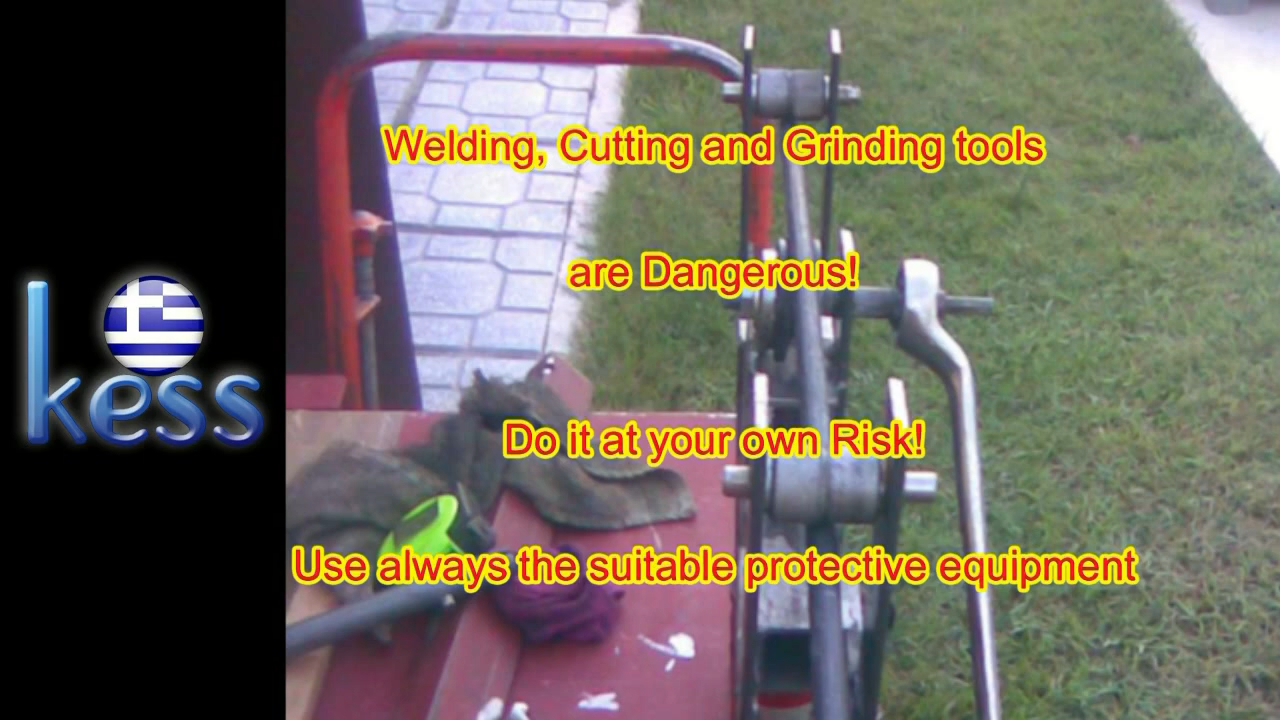 kess
Welding, Cutting and Grinding tools
are Dangerous!
Do it at your own Risk!
Use always the suitable protective equipment